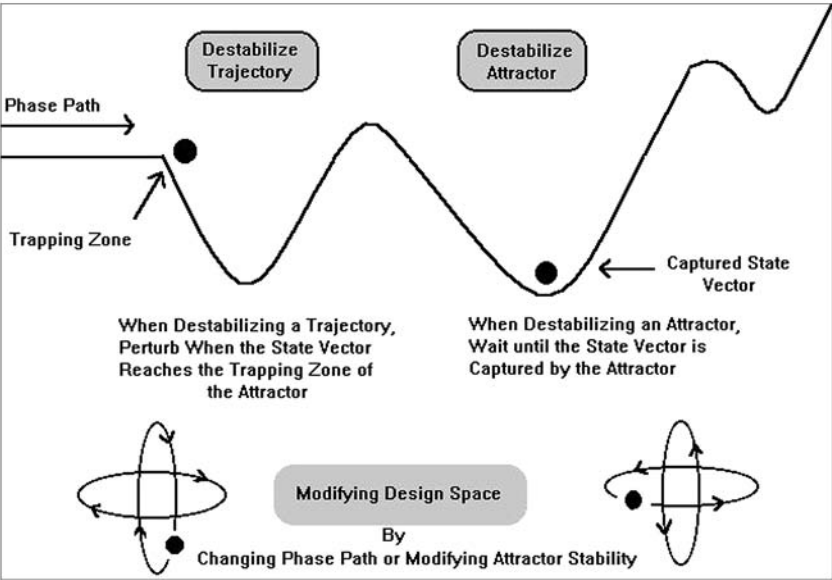 Destabilize
Trajectory
Destabilize
Attractor
Phase Path
Trapping Zone
Captured State
Vector
When Destabilizing a Trajectory,
Perturb When the State Vector
Reaches the Trapping Zone of
the Attractor
When Destabilizing an Attractor,
Wait until the State Vector is
Captured by the Attractor
Modifying Design Space
By
Changing Phase Path or Modifying Attractor Stability